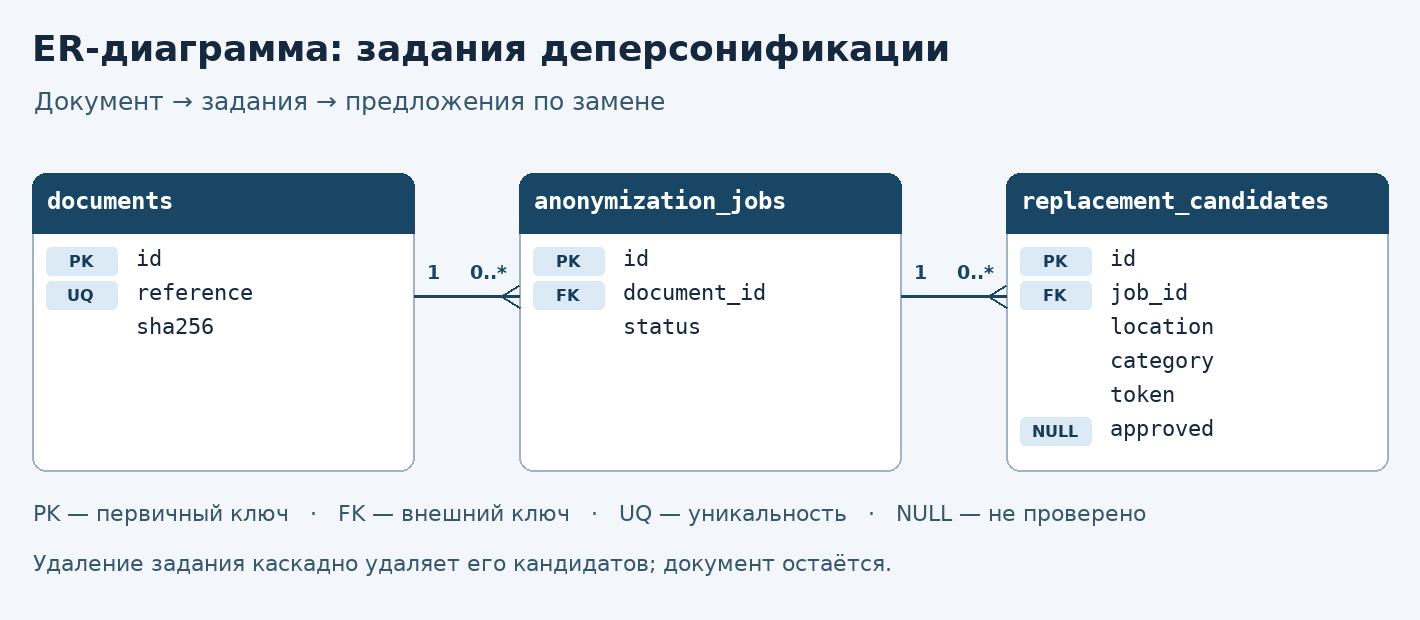 ER-диаграмма: задания деперсонификации
Документ → задания → предложения по замене
documents
PK id
UQ reference
sha256
1 0..*
anonymization_jobs
PK id
FK document_id
status
1 0..*
replacement_candidates
PK id
FK job_id
location
category
token
NULL approved
PK — первичный ключ · FK — внешний ключ · UQ — уникальность · NULL — не проверено
Удаление задания каскадно удаляет его кандидатов; документ остаётся.